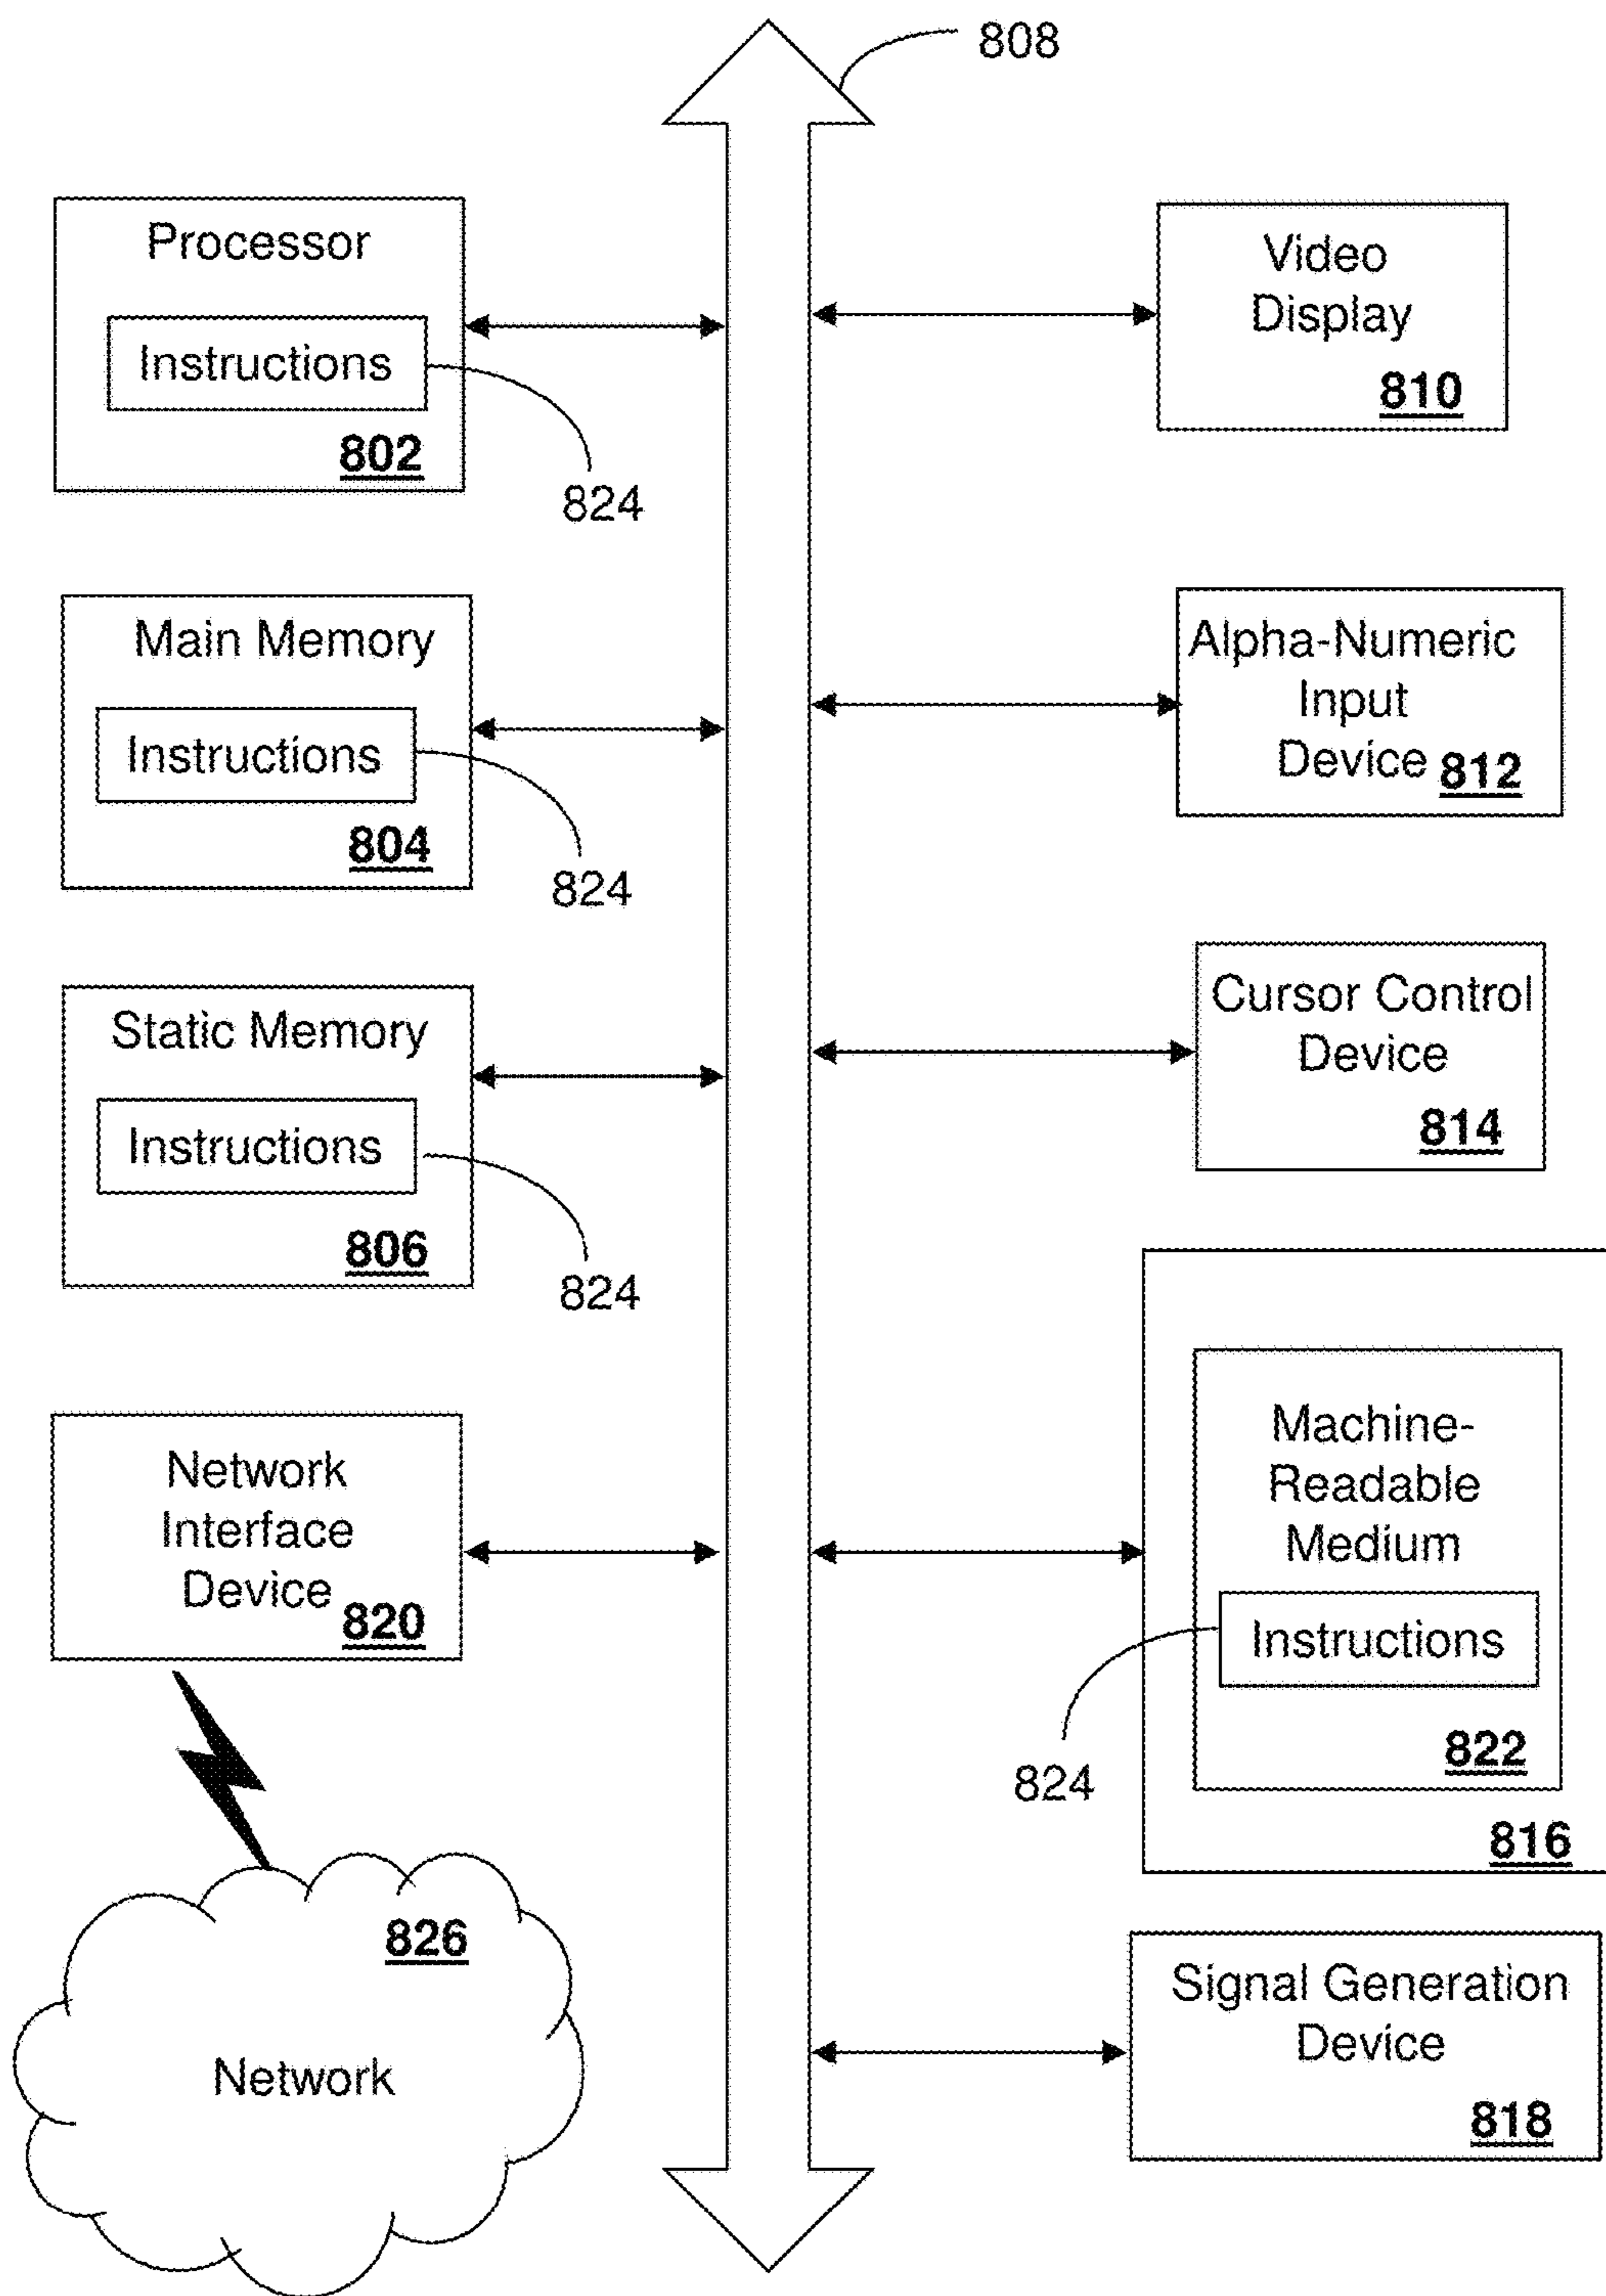 808
Processor
Instructions
802
824
Main Memory
Instructions
804
824
Static Memory
Instructions
806
824
Network
Interface
Device
820
826
Network
Video
Display
810
Alpha-Numeric
Input
Device 812
Cursor Control
Device
814
Machine-
Readable
Medium
Instructions
822
824
816
Signal Generation
Device
818